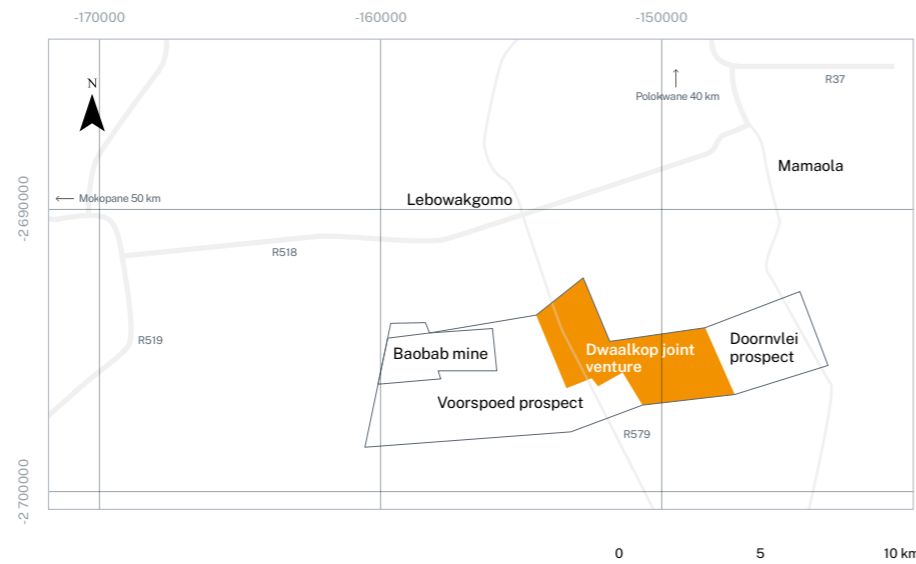 -170000
-160000
-150000
N
R37
Polokwane 40 km
Mamaola
Mokopane 50 km
-2690000
Lebowakgomo
R518
R519
Baobab mine
Dwaalkop joint
venture
Doornvlei
prospect
Voorspoed prospect
R579
-2700000
0
5
10 km